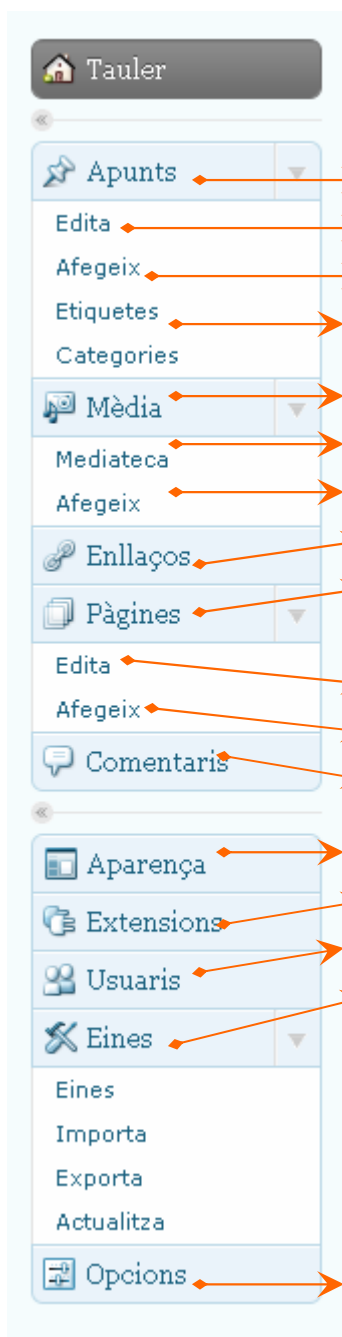 Tauler
Apunts
Edita
Afegeix
Etiquetes
Categories
Mèdia
Mediateca
Afegeix
Enllaços
Pàgines
Edita
Afegeix
Comentaris
Aparença
Extensions
Usuaris
Eines
Eines
Importa
Exporta
Actualitza
Opcions